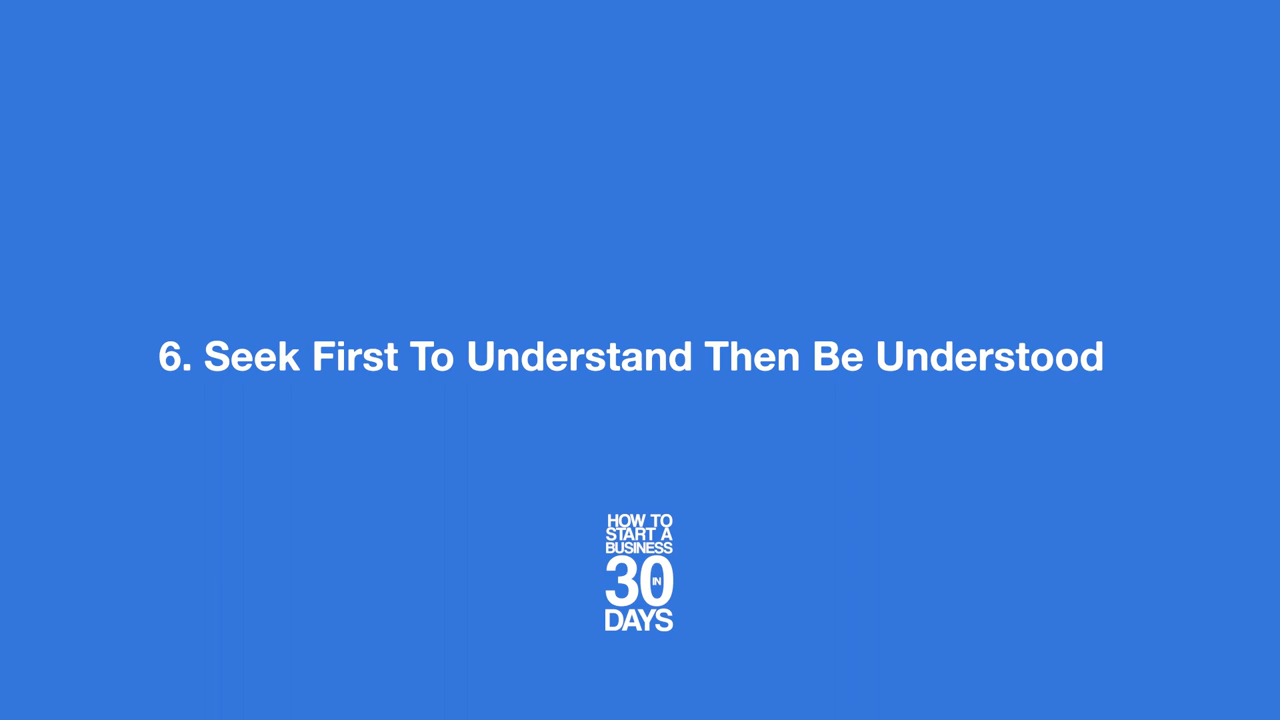 6. Seek First To Understand Then Be Understood
HOW TO
START A
BUSINESS
30
IN
DAYS